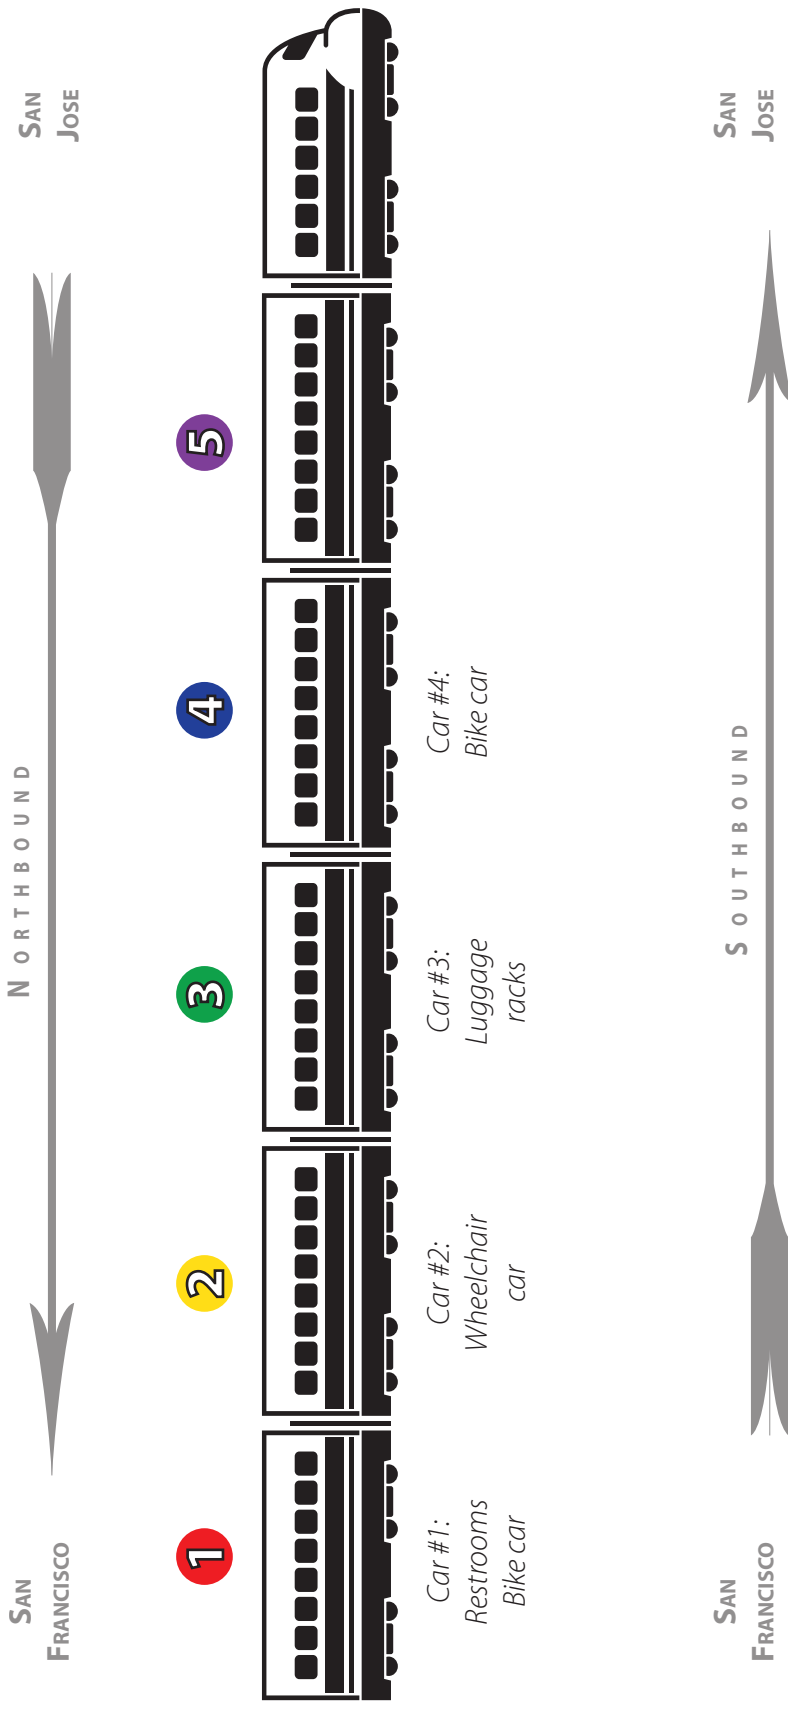 SAN
FRANCISCO
NORTHBOUND
SAN
JOSE
1
2
3
4
5
Car #1:
Restrooms
Bike car
Car #2:
Wheelchair
car
Car #3:
Luggage
racks
Car #4:
Bike car
SAN
FRANCISCO
SOUTHBOUND
SAN
JOSE